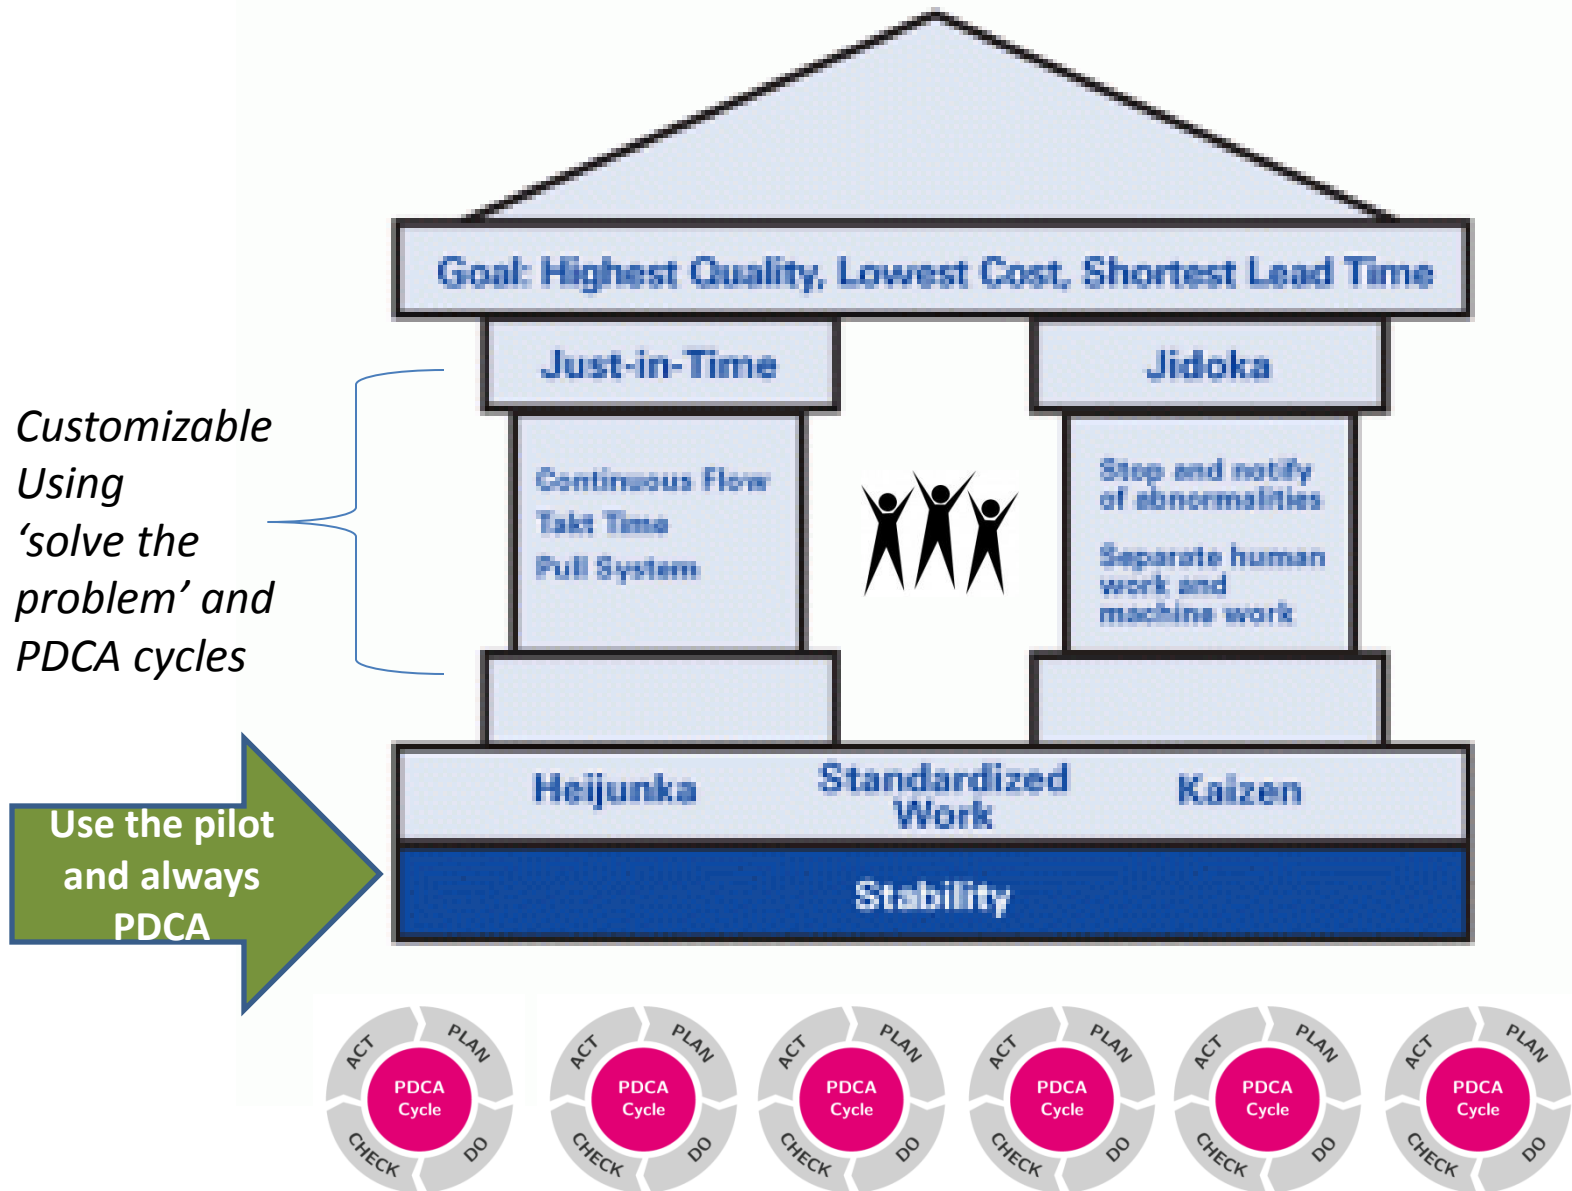 Goal: Highest Quality, Lowest Cost, Shortest Lead Time
Just-in-Time
Jidoka
Customizable
Using
‘solve the
problem’ and
PDCA cycles
Continuous Flow
Takt Time
Pull System
Stop and notify
of abnormalities
Separate human
work and
machine work
Heijunka
Standardized
Work
Kaizen
Use the pilot
and always
PDCA
Stability
ACT
PLAN
PDCA
Cycle
CHECK
DO
ACT
PLAN
PDCA
Cycle
CHECK
DO
ACT
PLAN
PDCA
Cycle
CHECK
DO
ACT
PLAN
PDCA
Cycle
CHECK
DO
ACT
PLAN
PDCA
Cycle
CHECK
DO
ACT
PLAN
PDCA
Cycle
CHECK
DO